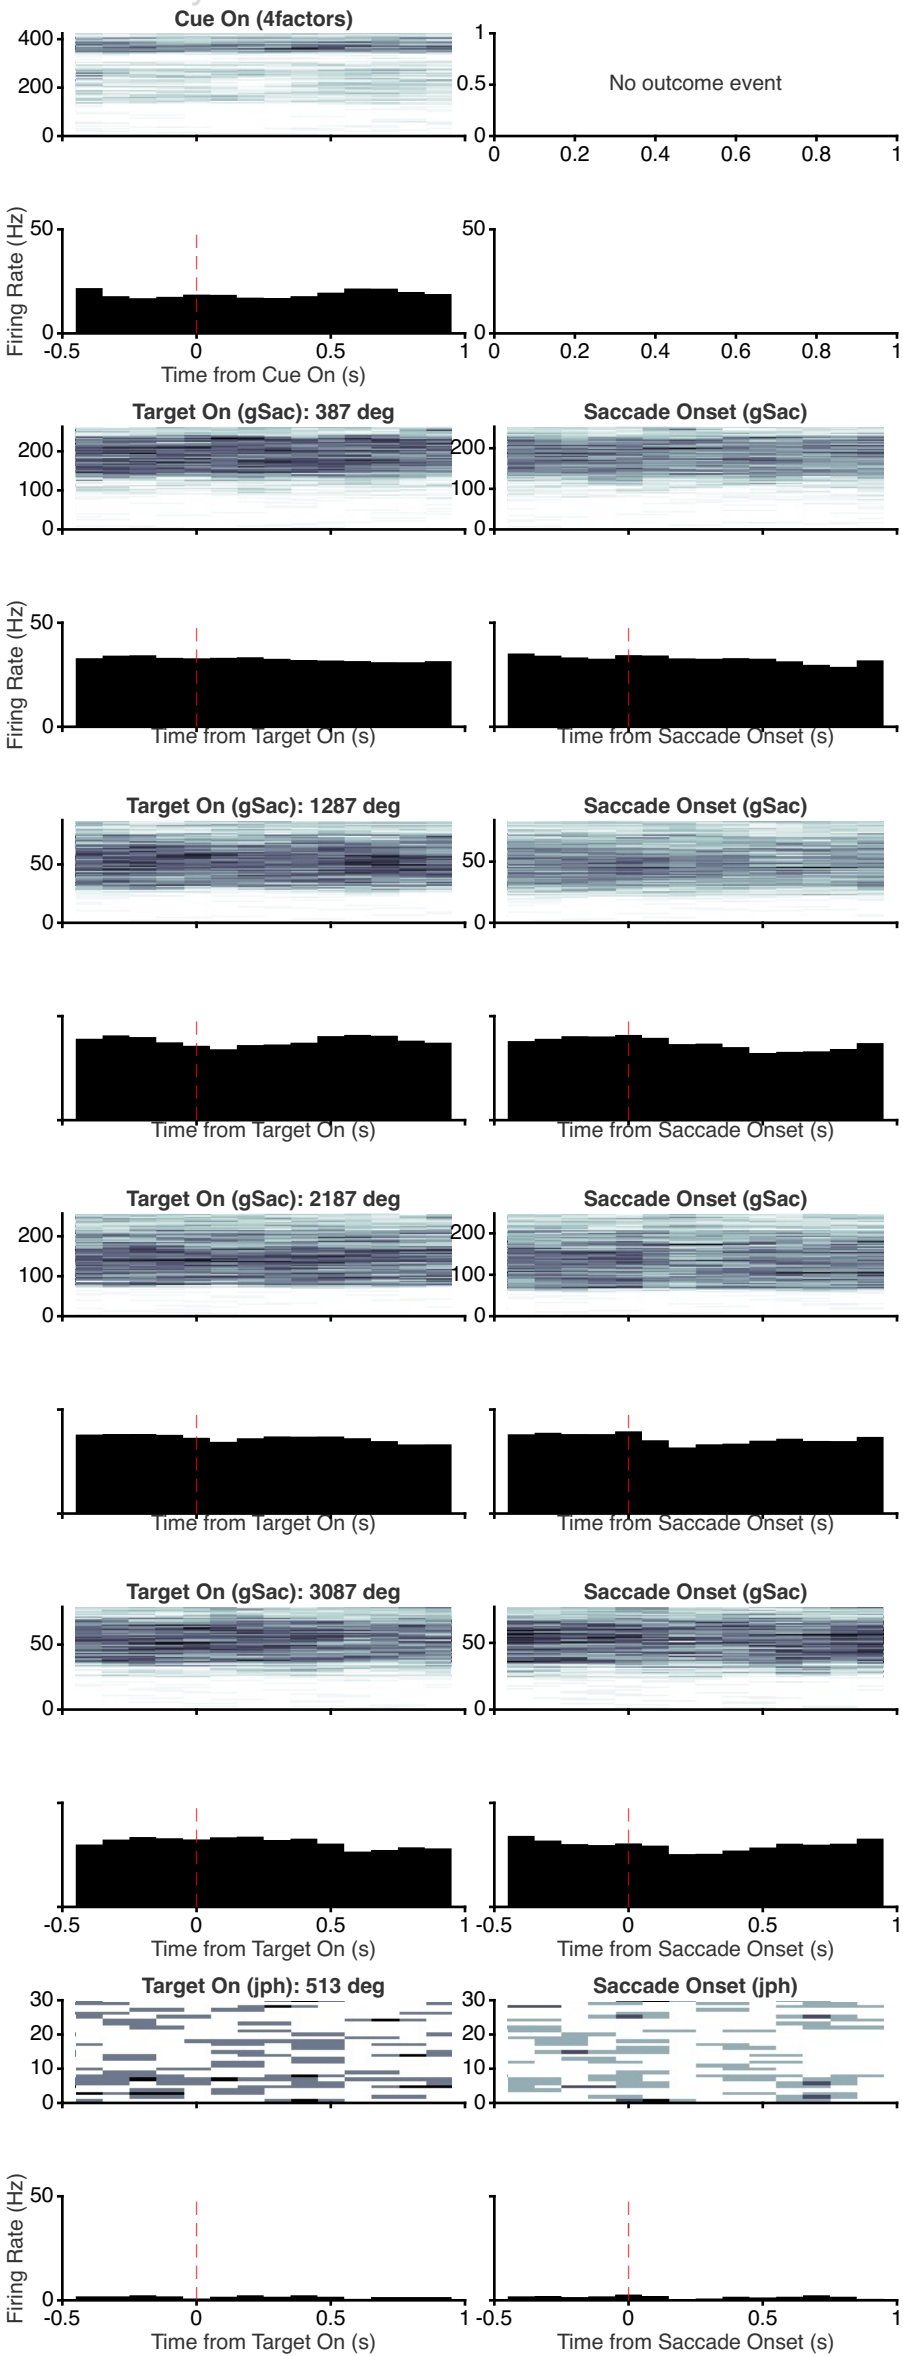 Cue On (4factors)
400
200
0
1
0.5
0
No outcome event
0 0.2 0.4 0.6 0.8 1
Firing Rate (Hz)
50
0
-0.5 0 0.5 1
Time from Cue On (s)
50
0
0 0.2 0.4 0.6 0.8 1
Target On (gSac): 387 deg
200
100
0
Saccade Onset (gSac)
200
100
0
Firing Rate (Hz)
50
0
Time from Target On (s)
Time from Saccade Onset (s)
Target On (gSac): 1287 deg
50
0
Saccade Onset (gSac)
50
0
Time from Target On (s)
Time from Saccade Onset (s)
Target On (gSac): 2187 deg
200
100
0
Saccade Onset (gSac)
200
100
0
Time from Target On (s)
Time from Saccade Onset (s)
Target On (gSac): 3087 deg
50
0
Saccade Onset (gSac)
50
0
-0.5 0 0.5 1
Time from Target On (s)
-0.5 0 0.5 1
Time from Saccade Onset (s)
Target On (jph): 513 deg
30
20
10
0
Saccade Onset (jph)
30
20
10
0
Firing Rate (Hz)
50
0
-0.5 0 0.5 1
Time from Target On (s)
-0.5 0 0.5 1
Time from Saccade Onset (s)